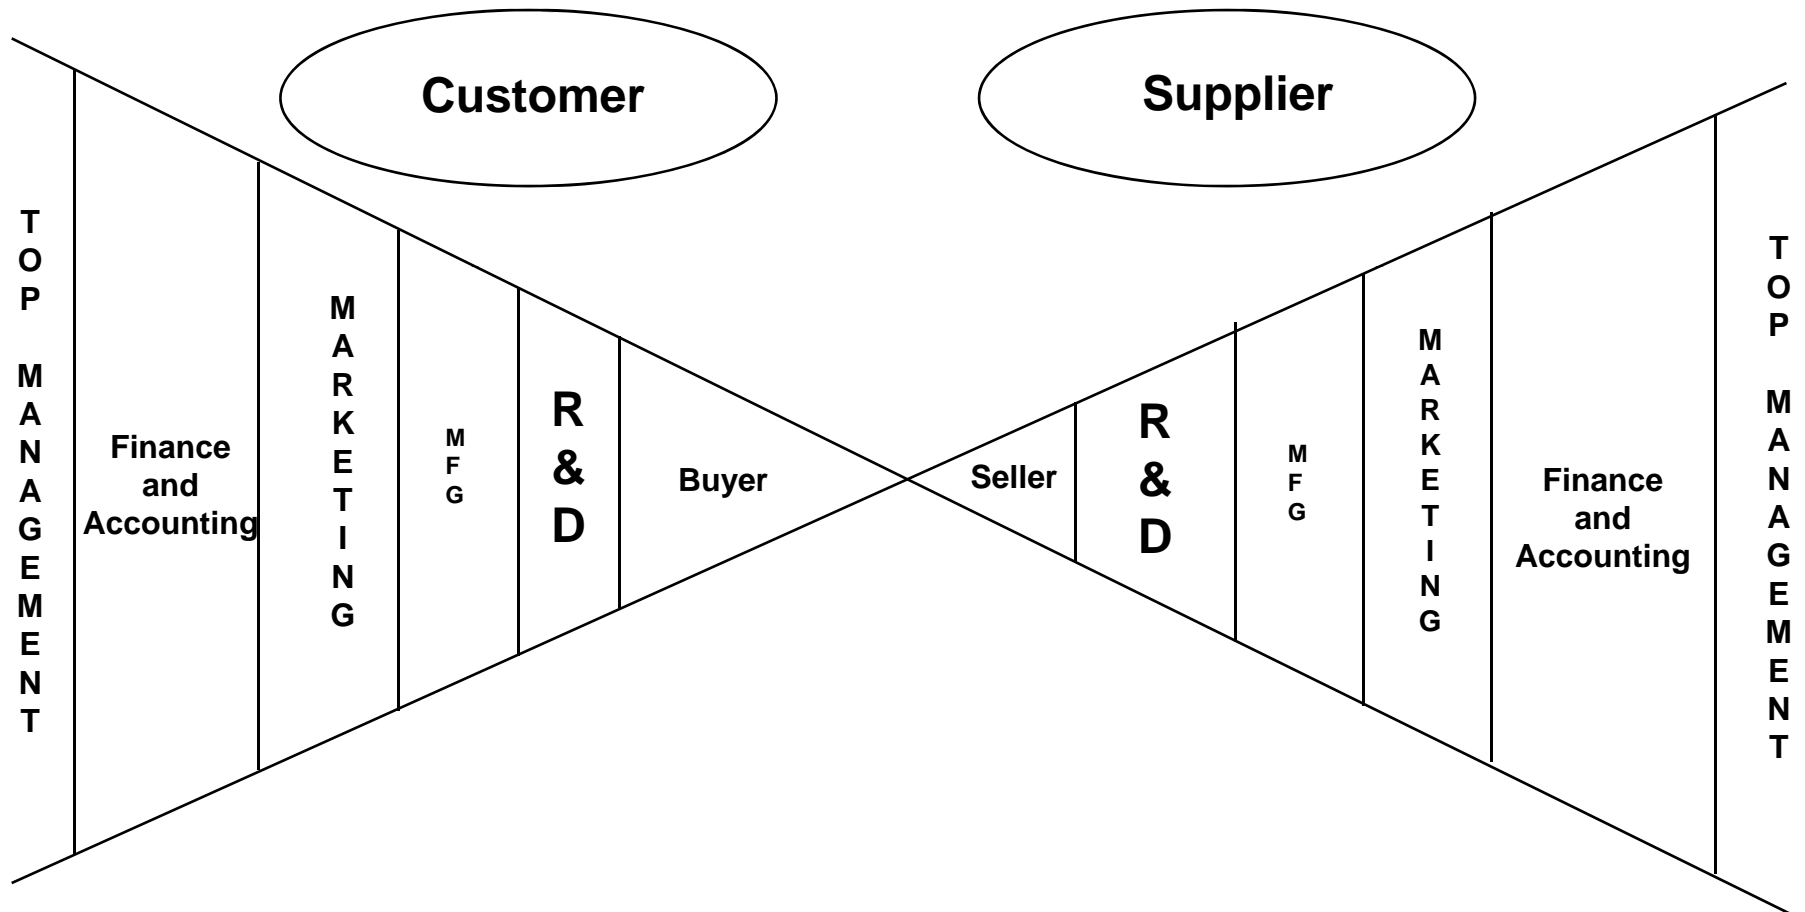 Customer
Supplier
TOP MANAGEMENT
Finance
and
Accounting
MARKETING
MFG
R&D
Buyer
Seller
R&D
MFG
MARKETING
Finance
and
Accounting
TOP MANAGEMENT